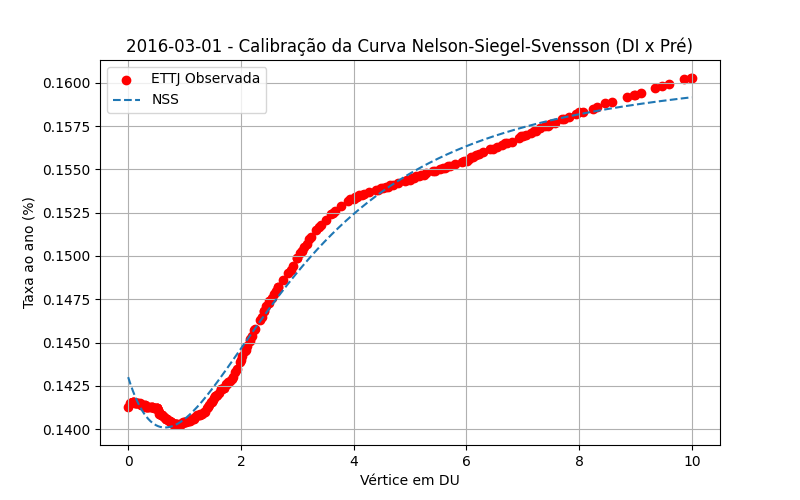 2016-03-01 - Calibração da Curva Nelson-Siegel-Svensson (DI x Pré)
ETTJ Observada
NSS
Taxa ao ano (%)
0.1600
0.1575
0.1550
0.1525
0.1500
0.1475
0.1450
0.1425
0.1400
0 2 4 6 8 10
Vértice em DU